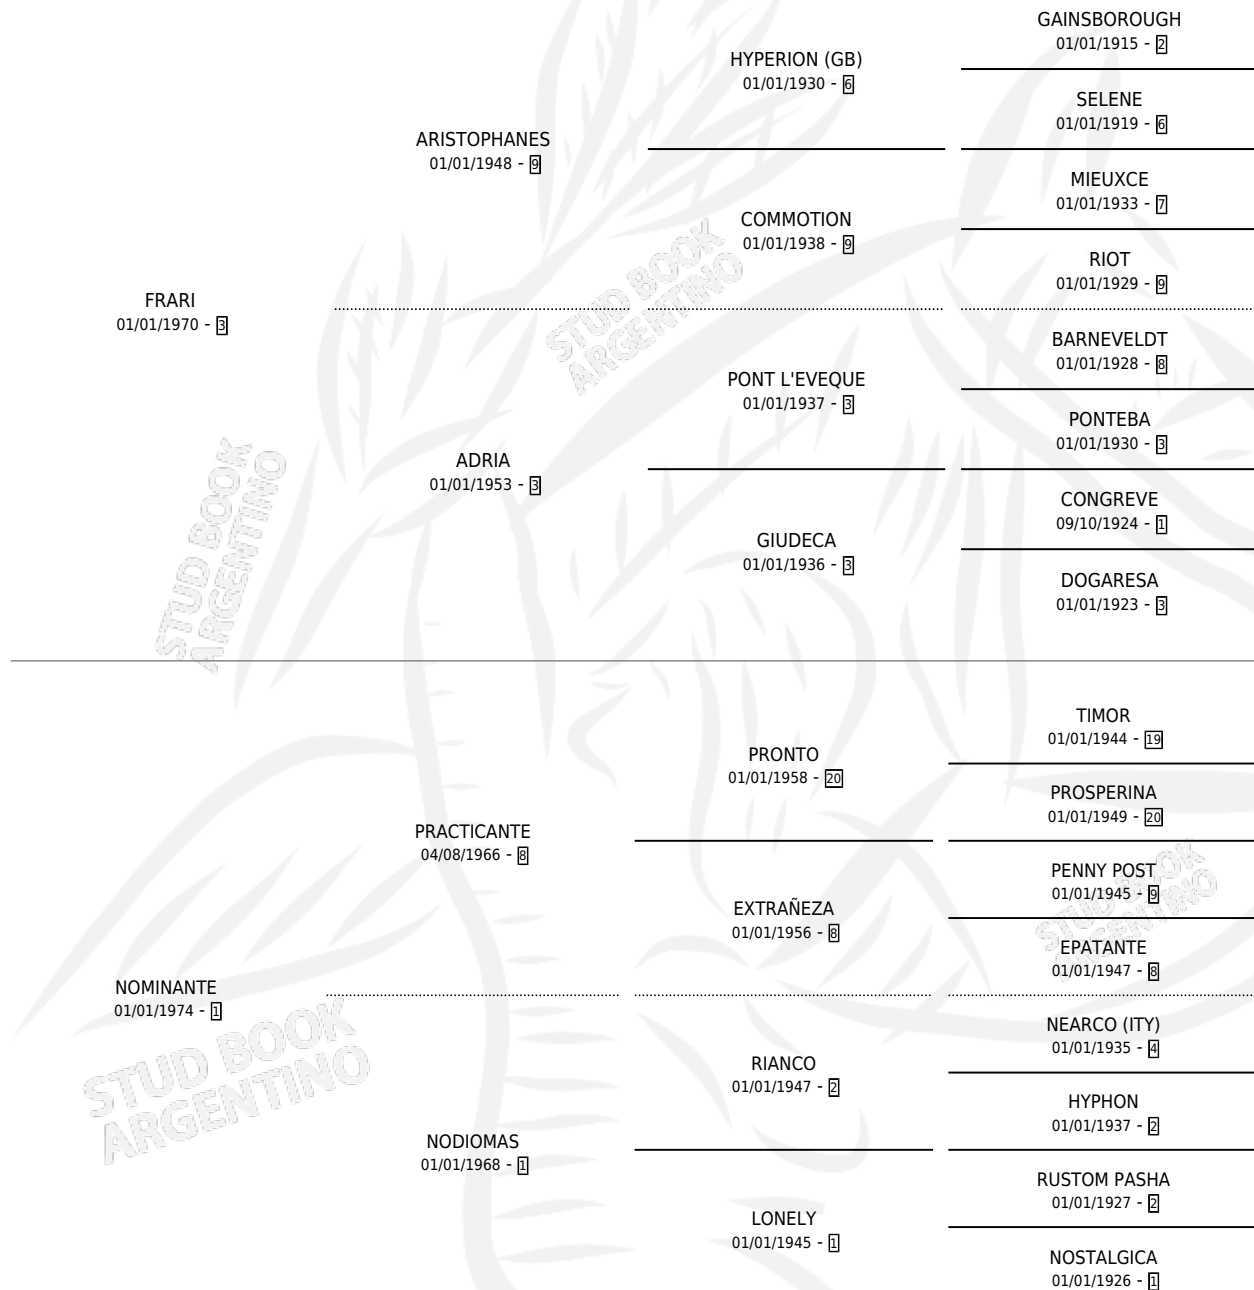 GAINSBOROUGH
01/01/1915 - 2
HYPERION (GB)
01/01/1930 - 6
SELENE
01/01/1919 - 6
ARISTOPHANES
01/01/1948 - 9
MIEUXCE
01/01/1933 - 7
COMMOTION
01/01/1938 - 9
RIOT
01/01/1929 - 9
FRARI
01/01/1970 - 3
BARNEVELDT
01/01/1928 - 8
PONT L'EVEQUE
01/01/1937 - 3
PONTEBA
01/01/1930 - 3
ADRIA
01/01/1953 - 3
CONGREVE
09/10/1924 - 1
GIUDECA
01/01/1936 - 3
DOGARESA
01/01/1923 - 3
STUD BOOK
ARGENTINO
STUD BOOK
ARGENTINO
TIMOR
01/01/1944 - 19
PRONTO
01/01/1958 - 20
PROSPERINA
01/01/1949 - 20
PRACTICANTE
04/08/1966 - 8
PENNY POST
01/01/1945 - 9
EXTRAÑEZA
01/01/1956 - 8
EPATANTE
01/01/1947 - 8
NOMINANTE
01/01/1974 - 1
NEARCO (ITY)
01/01/1935 - 4
RIANCO
01/01/1947 - 2
HYPHON
01/01/1937 - 2
NODIOMAS
01/01/1968 - 1
RUSTOM PASHA
01/01/1927 - 2
LONELY
01/01/1945 - 1
NOSTALGICA
01/01/1926 - 1
STUD BOOK
ARGENTINO
STUD BOOK
ARGENTINO